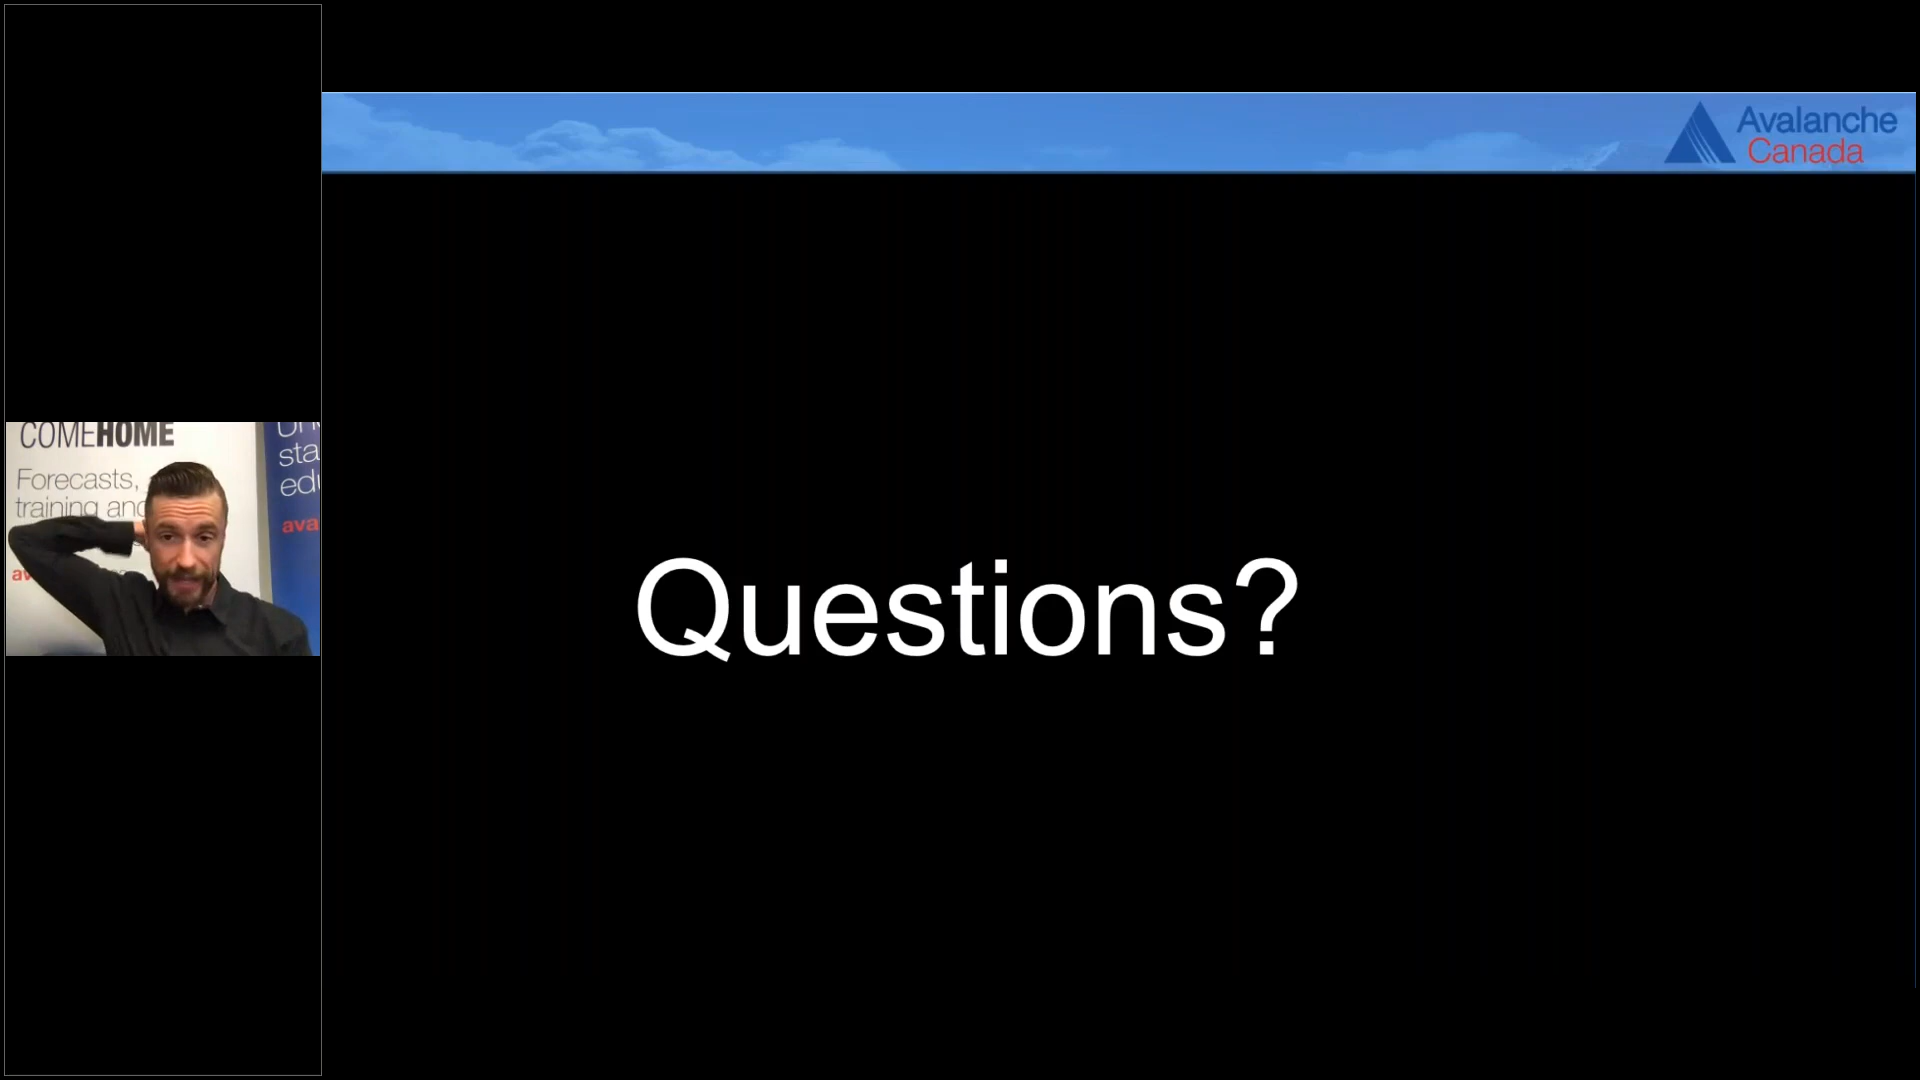 COMEHOME
Forecasts,
training and
sta
edu
ava
Avalanche
Canada
Questions?